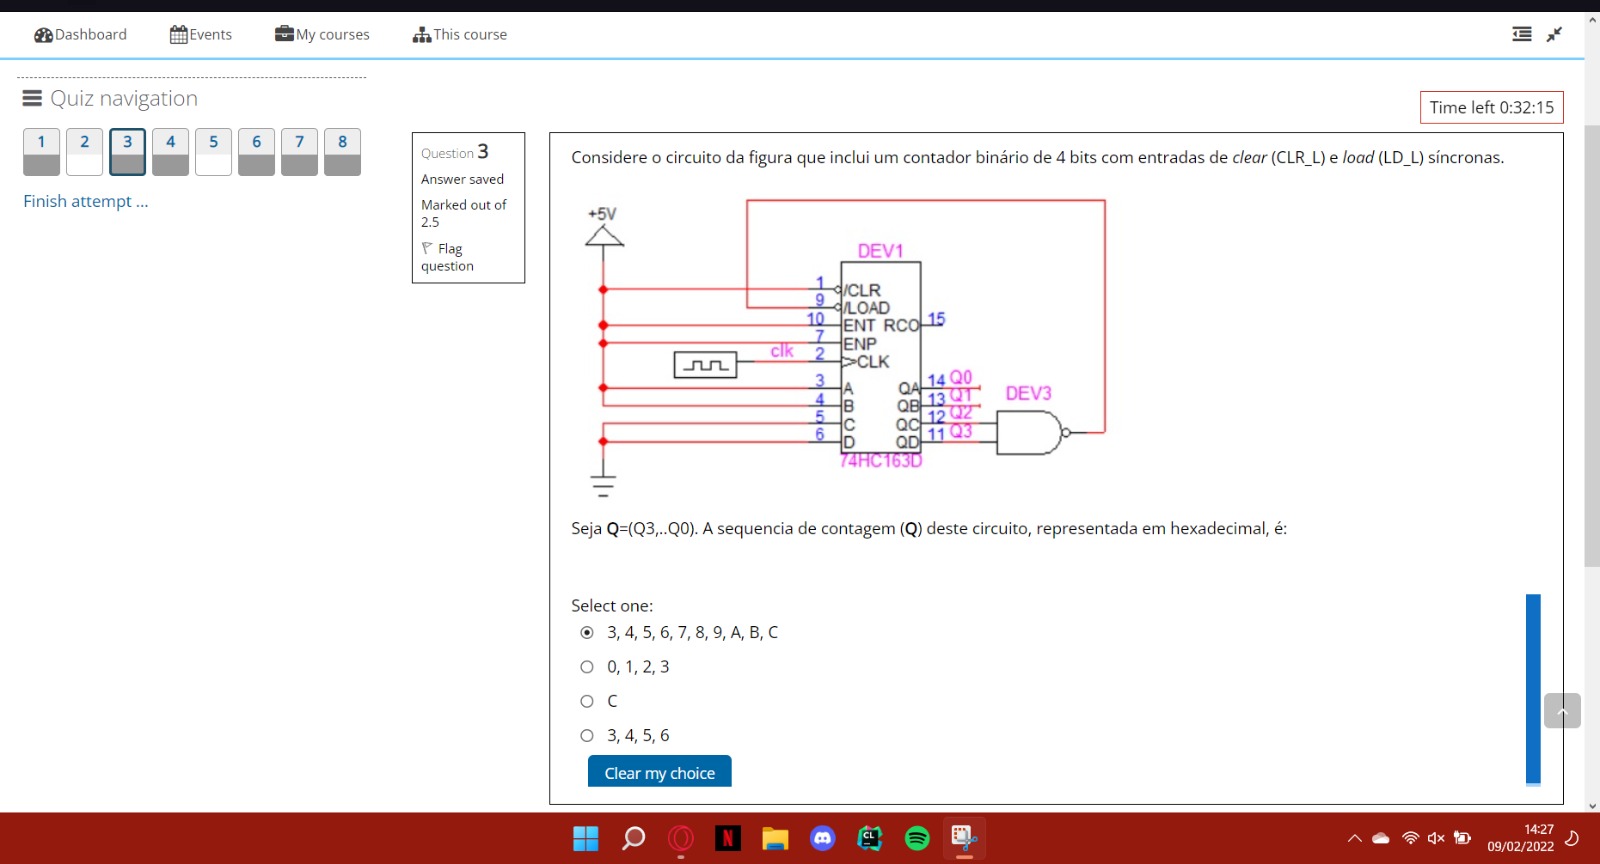 Dashboard Events My courses This course
Quiz navigation
1 2 3 4 5 6 7 8
Finish attempt ...
Time left 0:32:15
Question 3
Answer saved
Marked out of
2.5
Flag
question
Considere o circuito da figura que inclui um contador binário de 4 bits com entradas de clear (CLR_L) e load (LD_L) síncronas.
+5V
DEV1
1 /CLR
9 /LOAD
10 ENT RCO 15
7 ENP
clk 2 CLK
3 A QA 14 Q0
4 B QB 13 Q1
5 C QC 12 Q2
6 D QD 11 Q3
DEV3
74HC163D
Seja Q=(Q3,..Q0). A sequencia de contagem (Q) deste circuito, representada em hexadecimal, é:
Select one:
3, 4, 5, 6, 7, 8, 9, A, B, C
0, 1, 2, 3
C
3, 4, 5, 6
Clear my choice
N
CL
14:27
09/02/2022